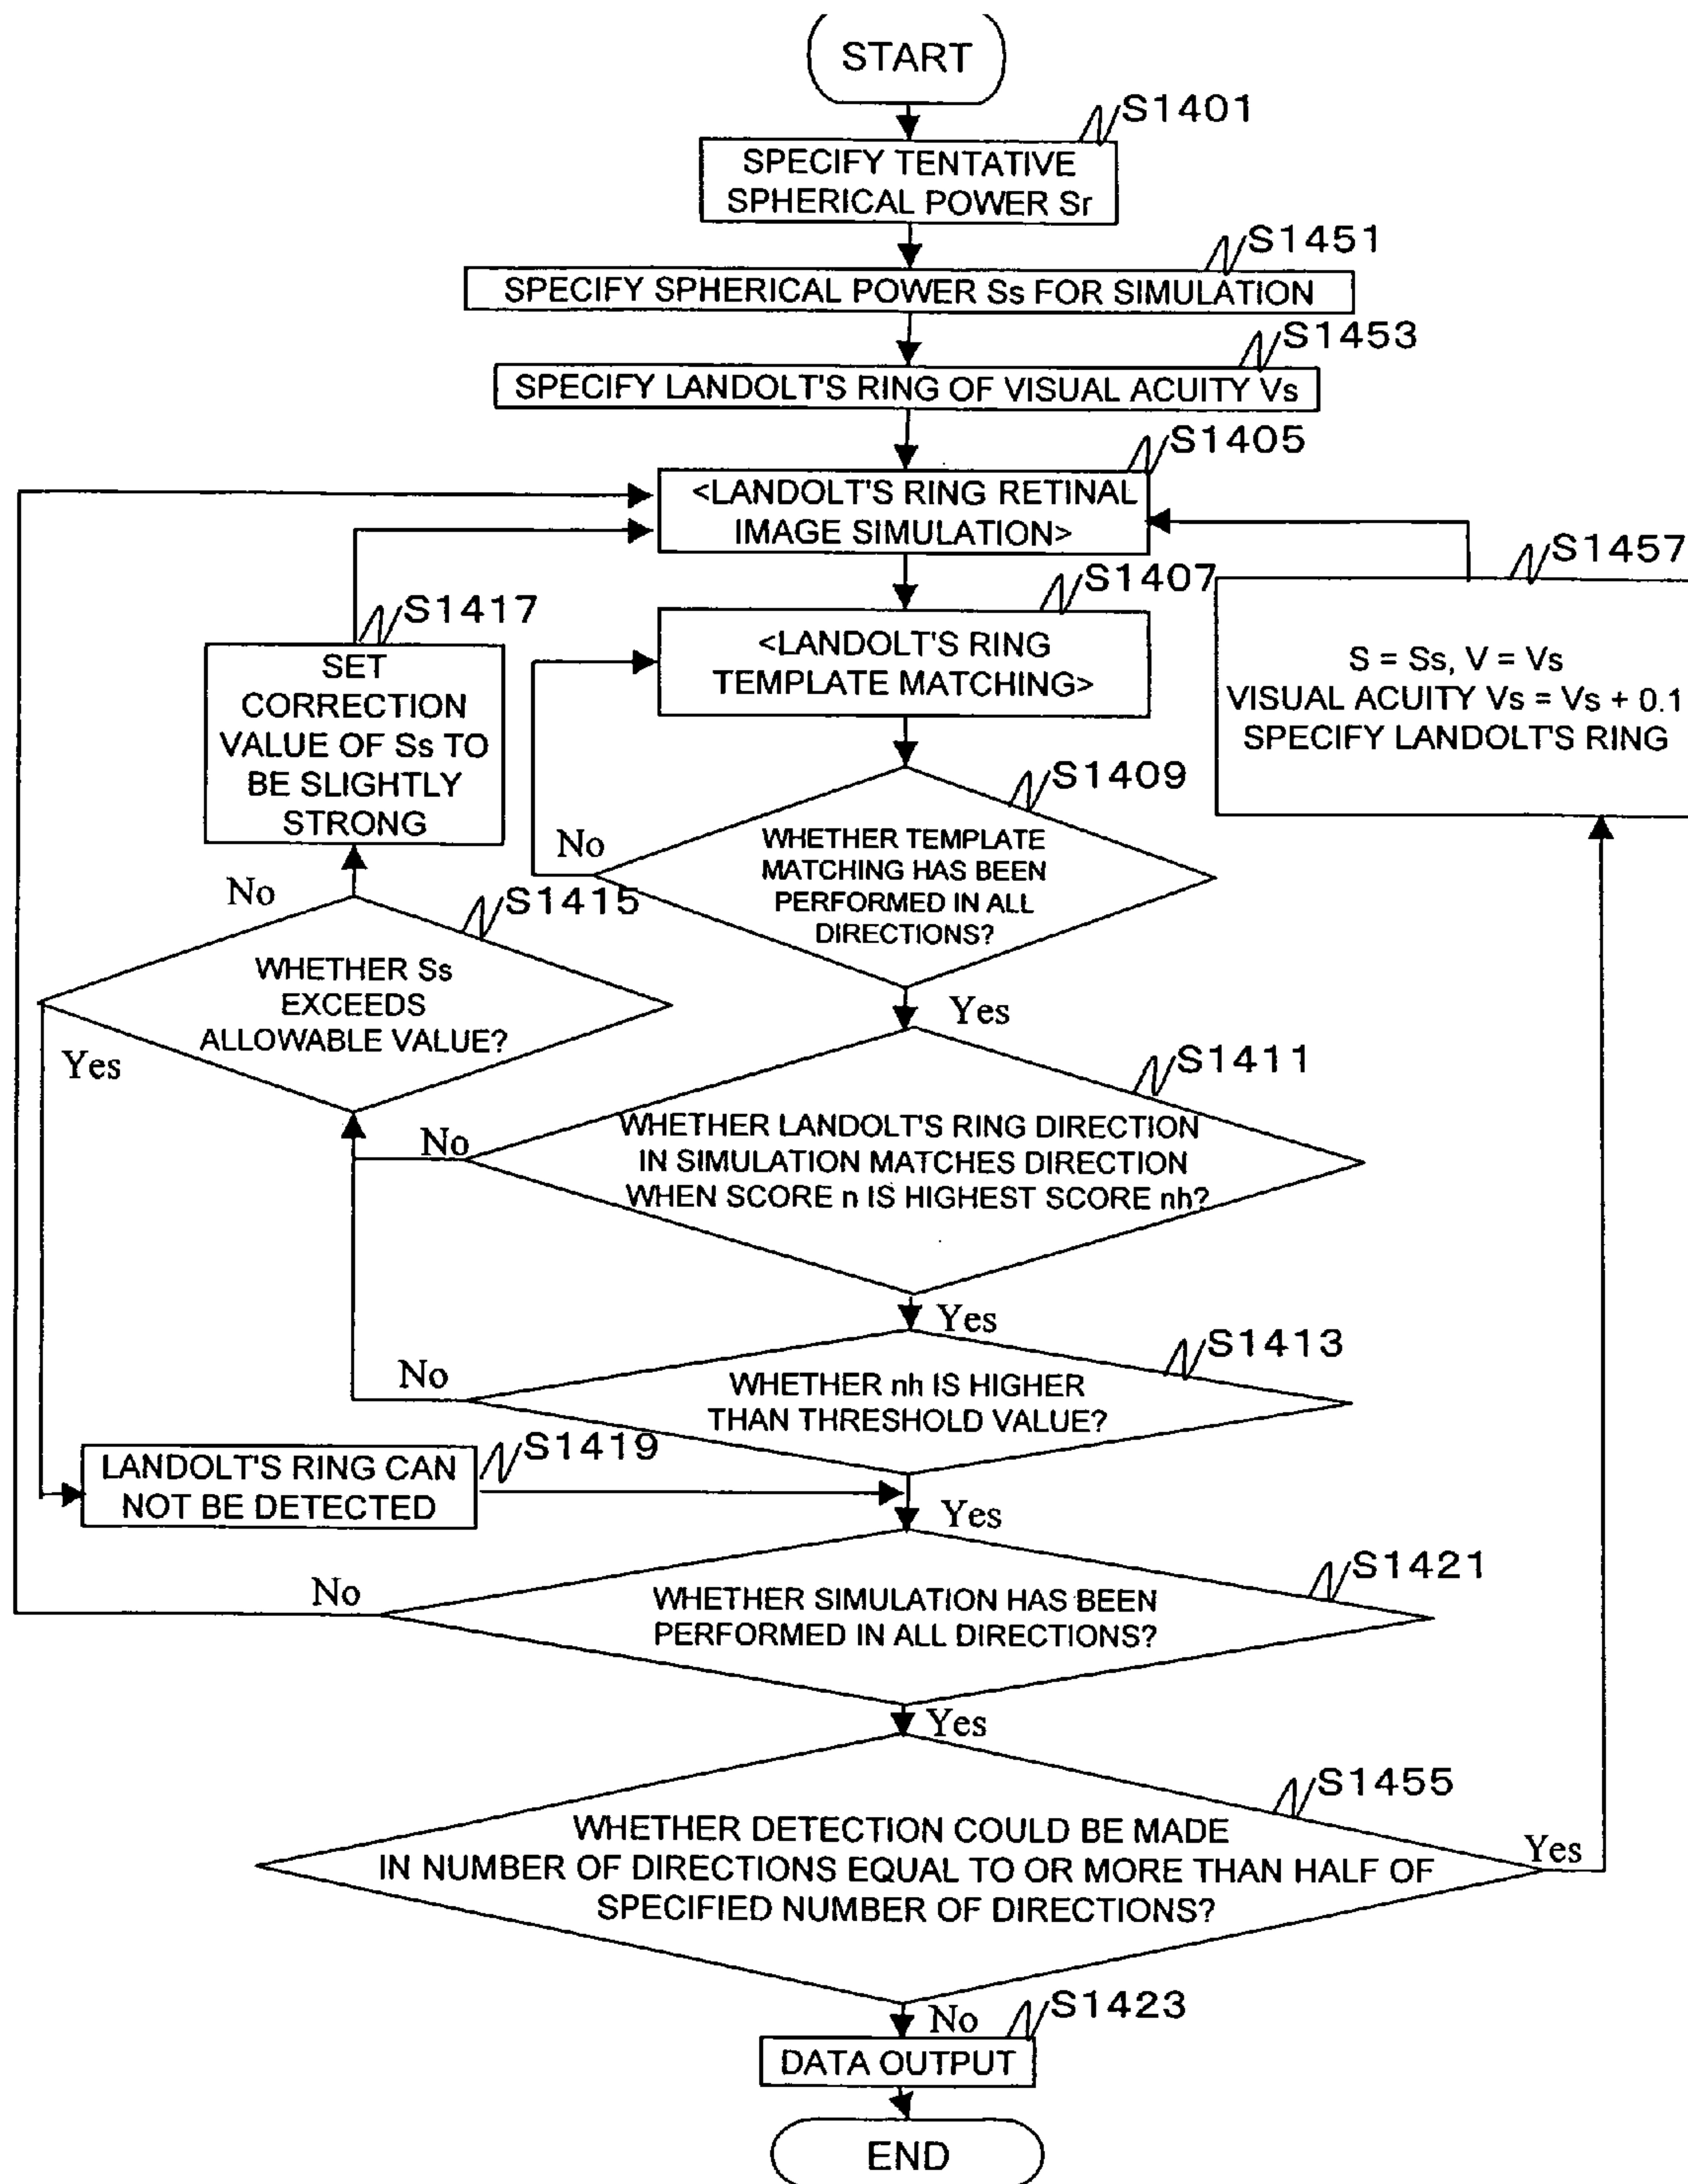 START
S1401
SPECIFY TENTATIVE
SPHERICAL POWER Sr
S1451
SPECIFY SPHERICAL POWER Ss FOR SIMULATION
S1453
SPECIFY LANDOLT'S RING OF VISUAL ACUITY Vs
S1405
<LANDOLT'S RING RETINAL
IMAGE SIMULATION>
S1457
S = Ss, V = Vs
VISUAL ACUITY Vs = Vs + 0.1
SPECIFY LANDOLT'S RING
S1407
<LANDOLT'S RING
TEMPLATE MATCHING>
S1417
SET
CORRECTION
VALUE OF Ss TO
BE SLIGHTLY
STRONG
S1409
WHETHER TEMPLATE
MATCHING HAS BEEN
PERFORMED IN ALL
DIRECTIONS?
No
Yes
No
S1415
WHETHER Ss
EXCEEDS
ALLOWABLE VALUE?
Yes
S1411
WHETHER LANDOLT'S RING DIRECTION
IN SIMULATION MATCHES DIRECTION
WHEN SCORE n IS HIGHEST SCORE nh?
No
Yes
S1413
WHETHER nh IS HIGHER
THAN THRESHOLD VALUE?
No
S1419
LANDOLT'S RING CAN
NOT BE DETECTED
Yes
S1421
WHETHER SIMULATION HAS BEEN
PERFORMED IN ALL DIRECTIONS?
No
Yes
S1455
WHETHER DETECTION COULD BE MADE
IN NUMBER OF DIRECTIONS EQUAL TO OR MORE THAN HALF OF
SPECIFIED NUMBER OF DIRECTIONS?
Yes
No
S1423
DATA OUTPUT
END